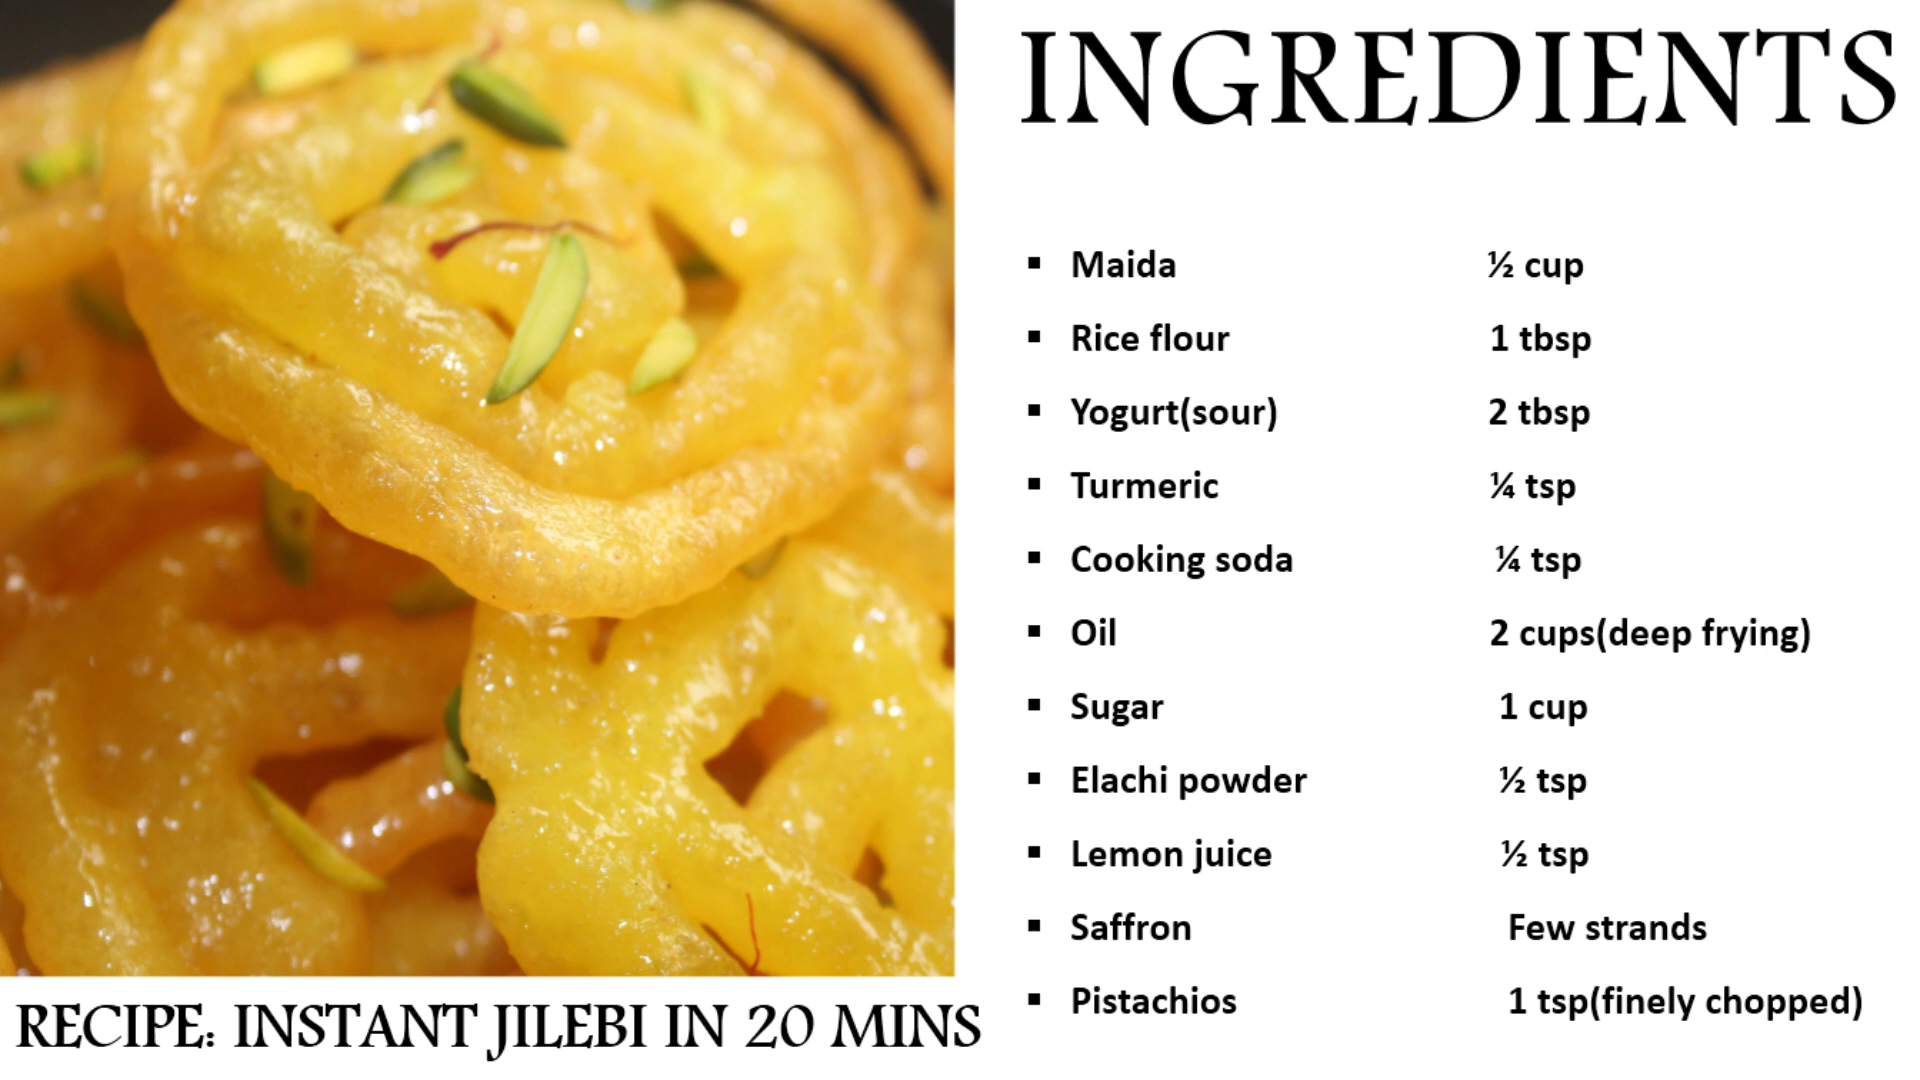 INGREDIENTS
▪ Maida ½ cup
▪ Rice flour 1 tbsp
▪ Yogurt(sour) 2 tbsp
▪ Turmeric ¼ tsp
▪ Cooking soda ¼ tsp
▪ Oil 2 cups(deep frying)
▪ Sugar 1 cup
▪ Elachi powder ½ tsp
▪ Lemon juice ½ tsp
▪ Saffron Few strands
▪ Pistachios 1 tsp(finely chopped)
RECIPE: INSTANT JILEBI IN 20 MINS